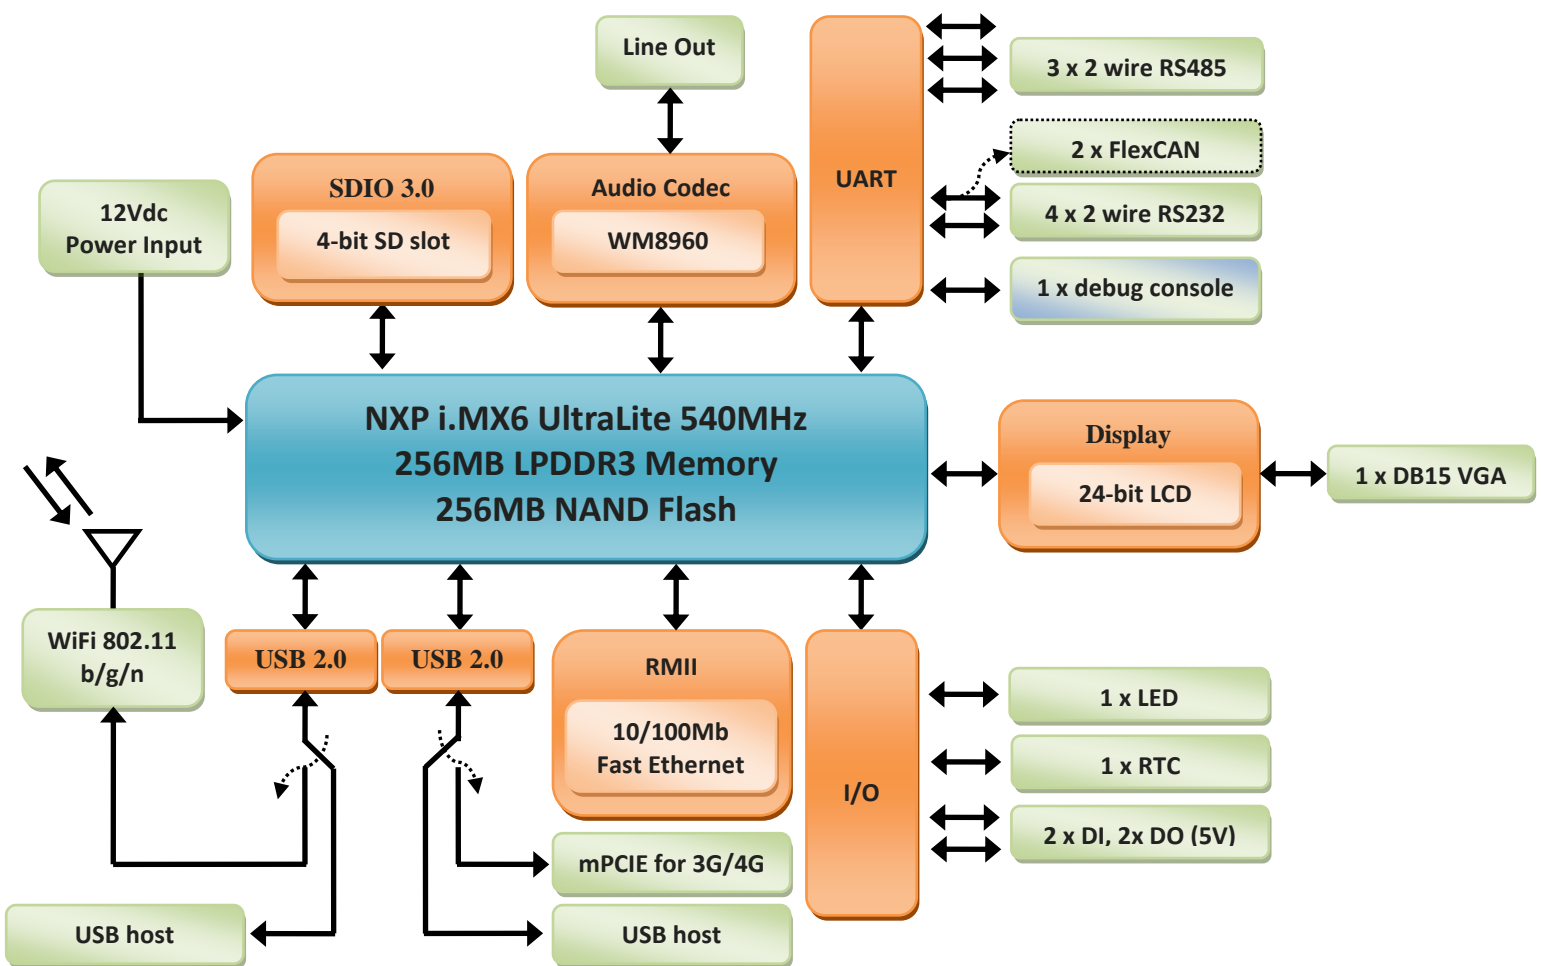 Line Out
3 x 2 wire RS485
2 x FlexCAN
UART
SDIO 3.0
4-bit SD slot
Audio Codec
WM8960
12Vdc
Power Input
4 x 2 wire RS232
1 x debug console
NXP i.MX6 UltraLite 540MHz
256MB LPDDR3 Memory
256MB NAND Flash
Display
24-bit LCD
1 x DB15 VGA
WiFi 802.11
b/g/n
USB 2.0
USB 2.0
RMII
10/100Mb
Fast Ethernet
I/O
1 x LED
1 x RTC
2 x DI, 2x DO (5V)
mPCIE for 3G/4G
USB host
USB host